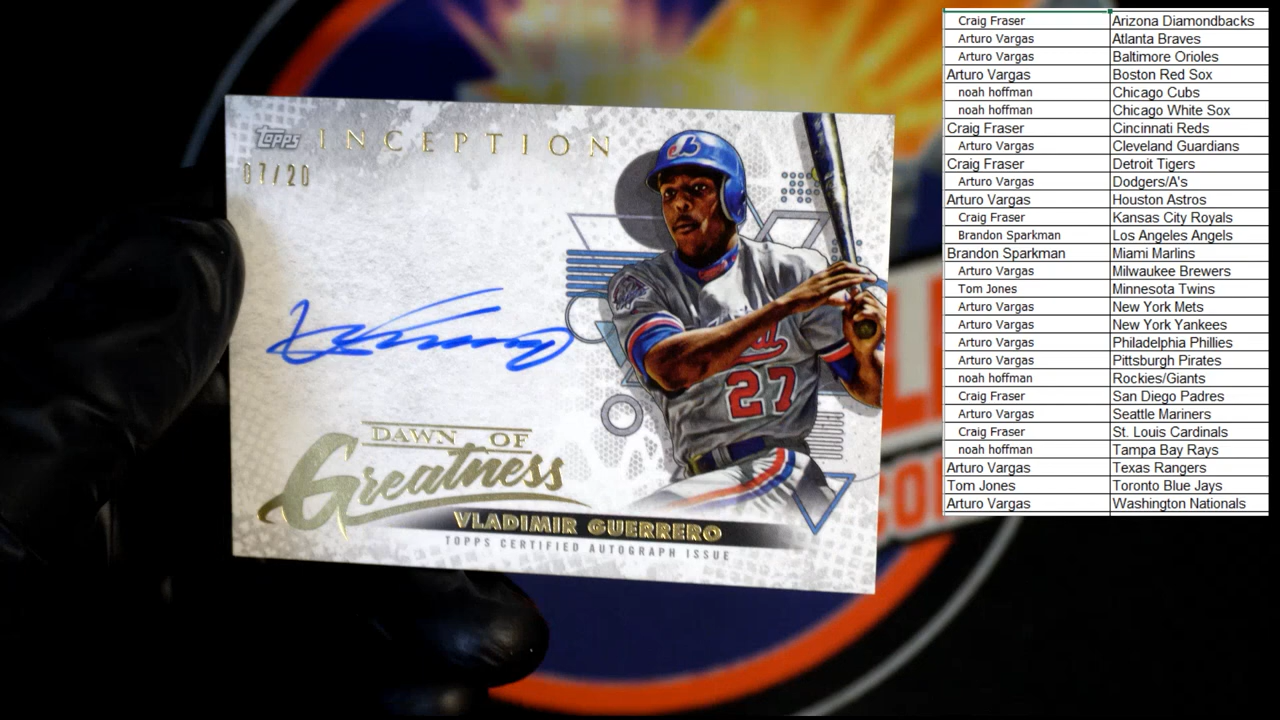 topps INCEPTION
07/20
eB
27
DAWN OF
Greatness
VLADIMIR GUERRERO
TOPPS CERTIFIED AUTOGRAPH ISSUE
Craig Fraser Arizona Diamondbacks
Arturo Vargas Atlanta Braves
Arturo Vargas Baltimore Orioles
Arturo Vargas Boston Red Sox
noah hoffman Chicago Cubs
noah hoffman Chicago White Sox
Craig Fraser Cincinnati Reds
Arturo Vargas Cleveland Guardians
Craig Fraser Detroit Tigers
Arturo Vargas Dodgers/A's
Arturo Vargas Houston Astros
Craig Fraser Kansas City Royals
Brandon Sparkman Los Angeles Angels
Brandon Sparkman Miami Marlins
Arturo Vargas Milwaukee Brewers
Tom Jones Minnesota Twins
Arturo Vargas New York Mets
Arturo Vargas New York Yankees
Arturo Vargas Philadelphia Phillies
Arturo Vargas Pittsburgh Pirates
noah hoffman Rockies/Giants
Craig Fraser San Diego Padres
Arturo Vargas Seattle Mariners
Craig Fraser St. Louis Cardinals
noah hoffman Tampa Bay Rays
Arturo Vargas Texas Rangers
Tom Jones Toronto Blue Jays
Arturo Vargas Washington Nationals